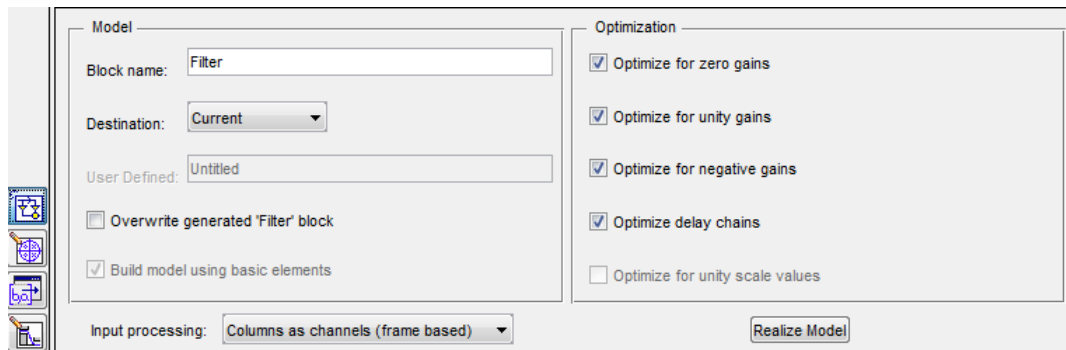 Model
Block name: Filter
Destination: Current
User Defined: Untitled
Overwrite generated 'Filter' block
Build model using basic elements
Optimization
Optimize for zero gains
Optimize for unity gains
Optimize for negative gains
Optimize delay chains
Optimize for unity scale values
Input processing: Columns as channels (frame based)
Realize Model
[b,a]